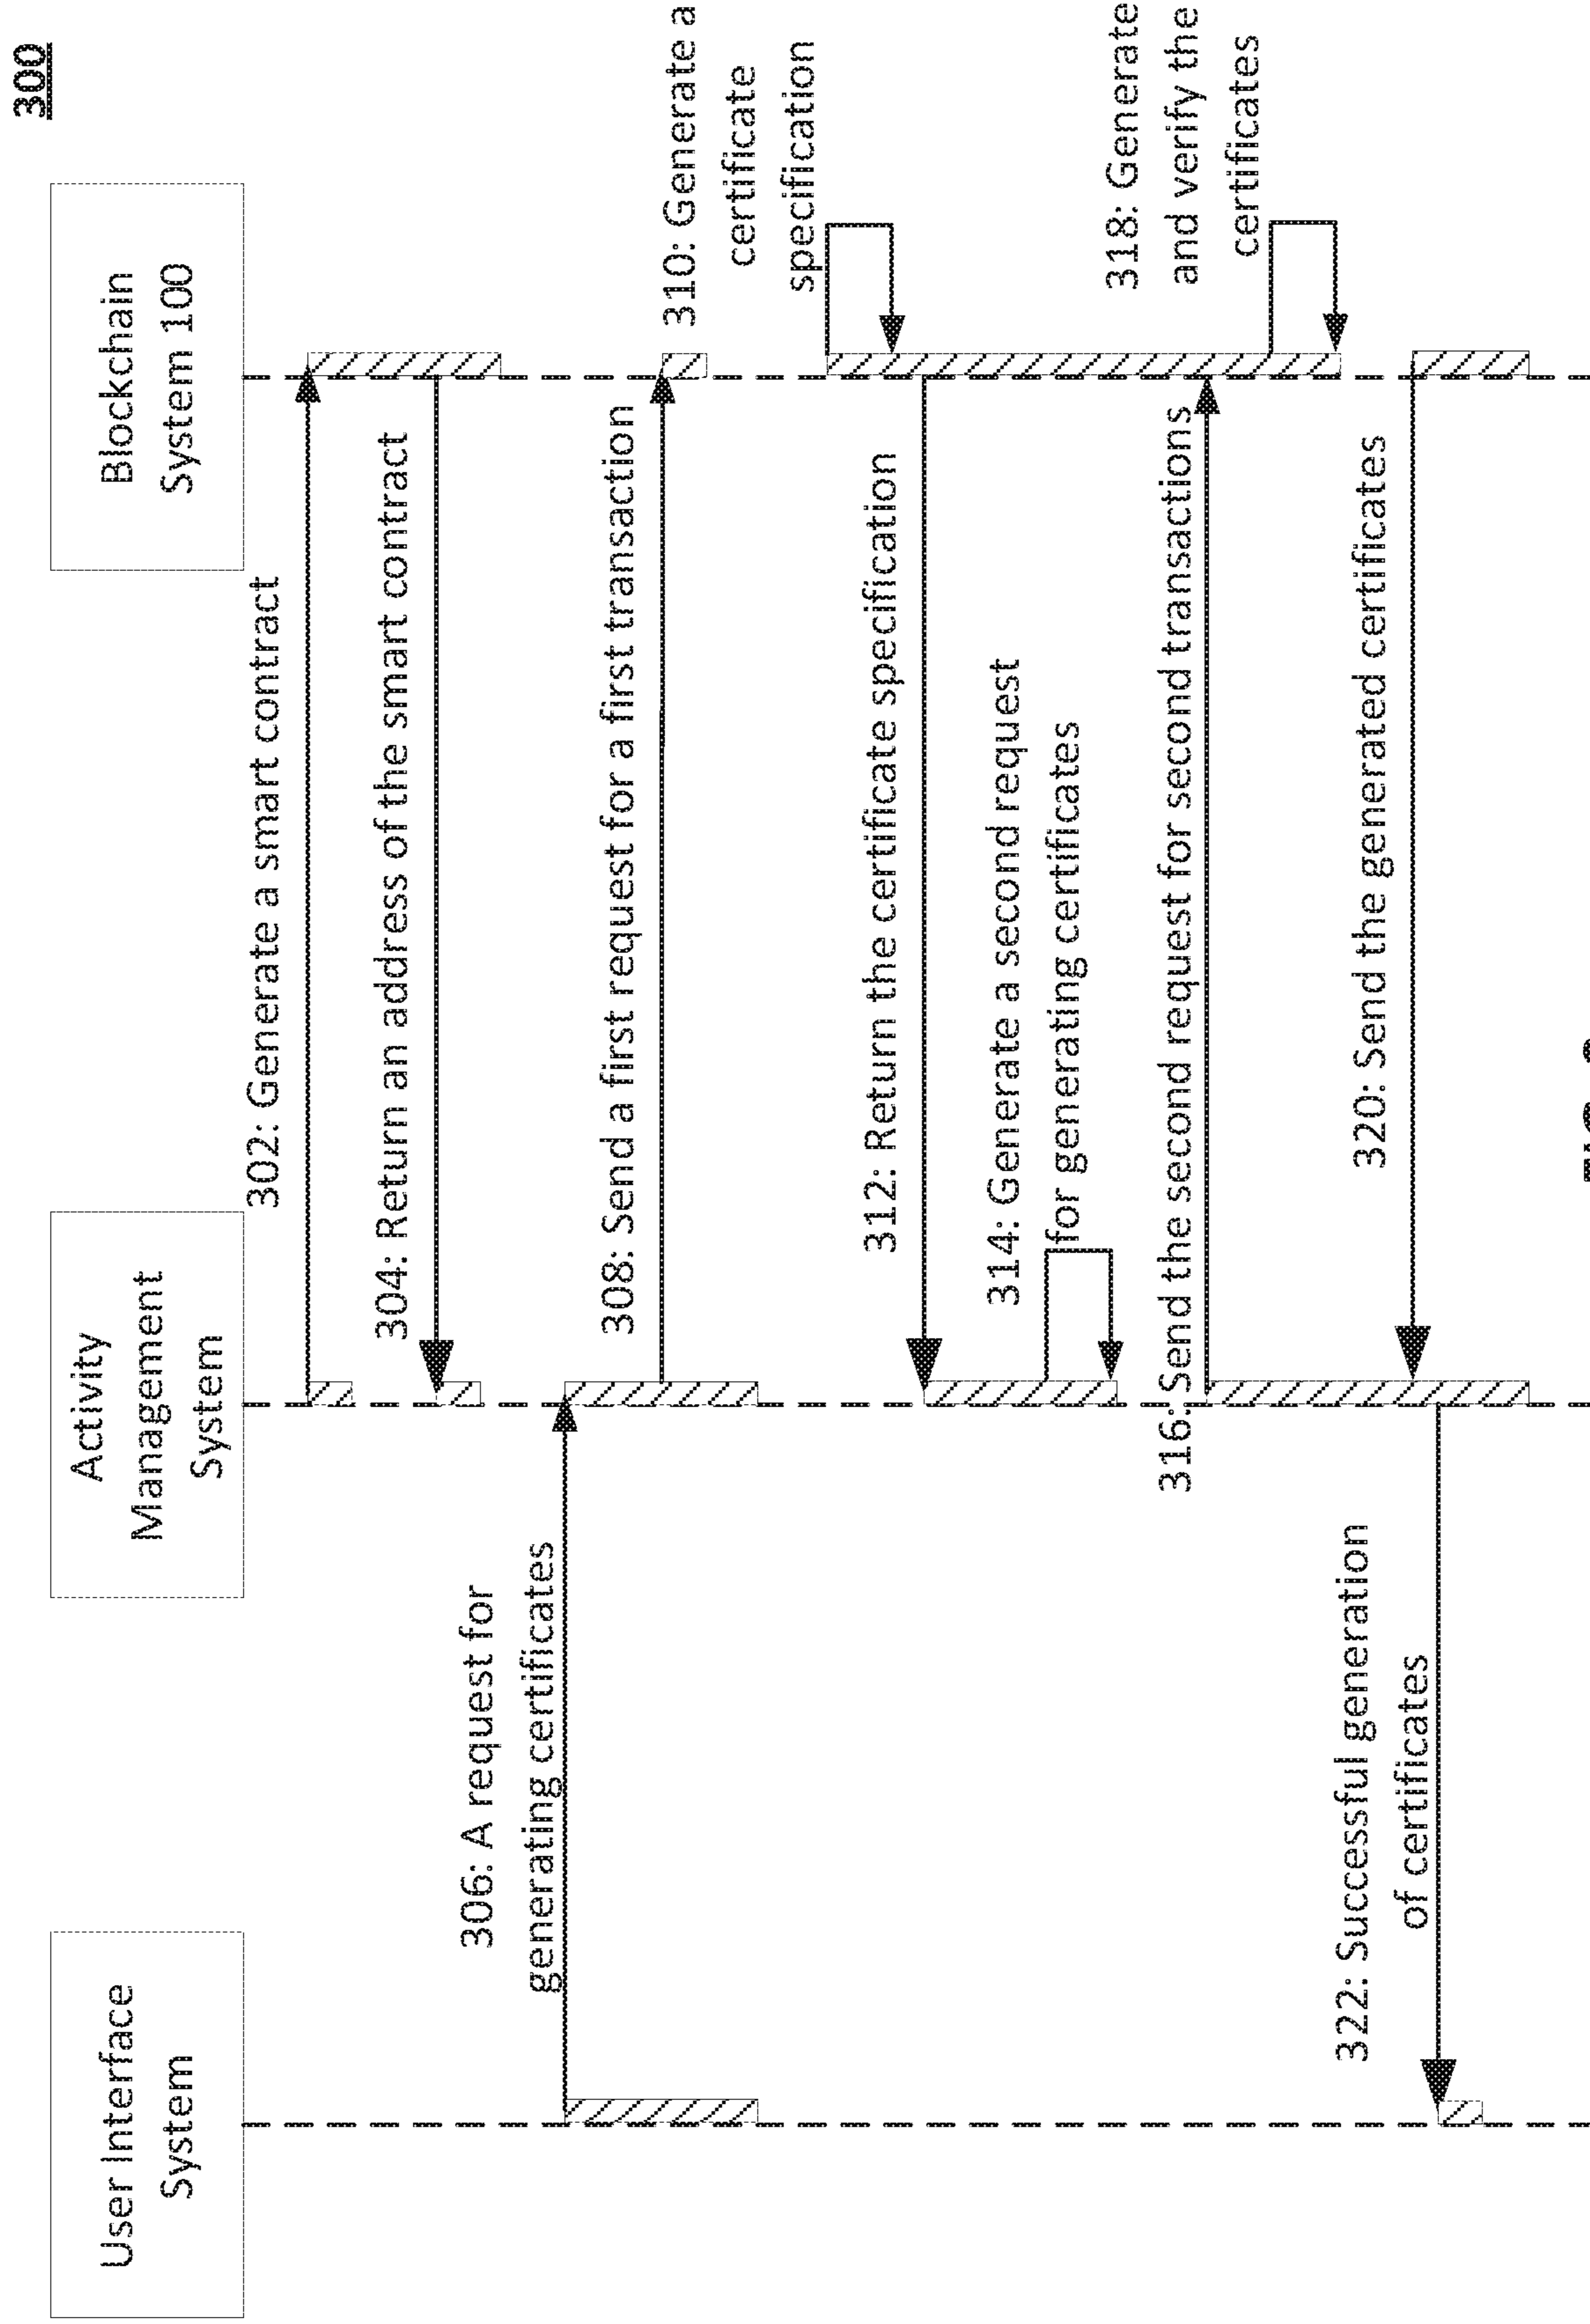 300
User Interface
System
Activity
Management
System
Blockchain
System 100
302: Generate a smart contract
304: Return an address of the smart contract
306: A request for
generating certificates
308: Send a first request for a first transaction
310: Generate a
certificate
specification
312: Return the certificate specification
314: Generate a second request
for generating certificates
316: Send the second request for second transactions
318: Generate
and verify the
certificates
320: Send the generated certificates
322: Successful generation
of certificates